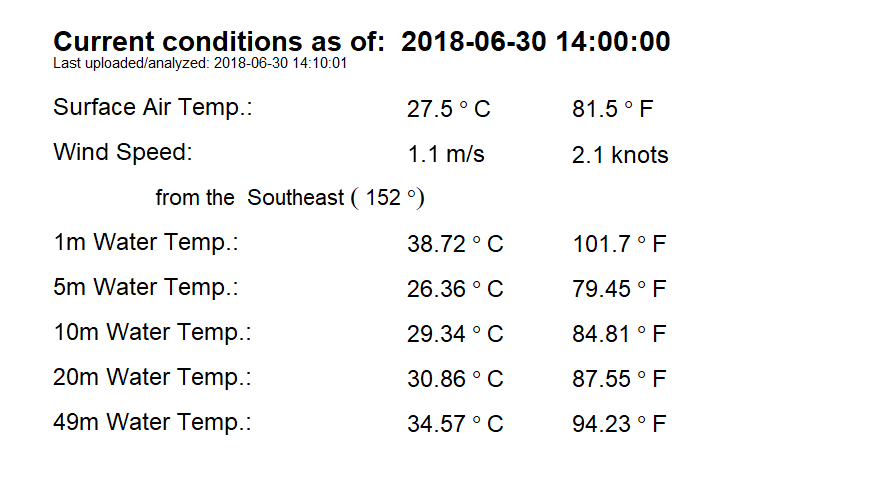 Current conditions as of: 2018-06-30 14:00:00
Last uploaded/analyzed: 2018-06-30 14:10:01
Surface Air Temp.: 27.5 ° C 81.5 ° F
Wind Speed: 1.1 m/s 2.1 knots
from the Southeast ( 152 °)
1m Water Temp.: 38.72 ° C 101.7 ° F
5m Water Temp.: 26.36 ° C 79.45 ° F
10m Water Temp.: 29.34 ° C 84.81 ° F
20m Water Temp.: 30.86 ° C 87.55 ° F
49m Water Temp.: 34.57 ° C 94.23 ° F